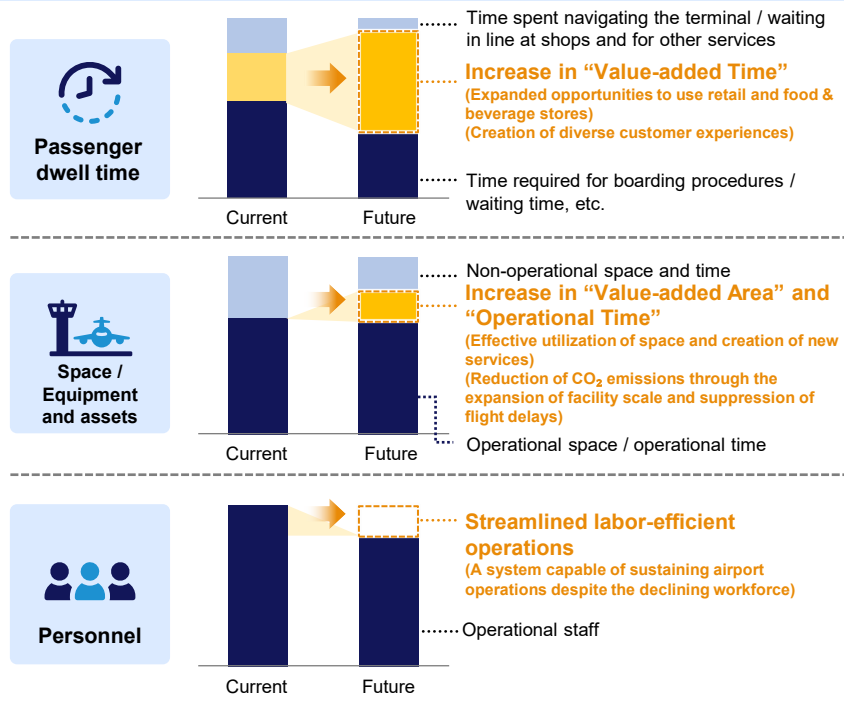 Passenger
dwell time
Current
Future
Time spent navigating the terminal / waiting
in line at shops and for other services
Increase in “Value-added Time”
(Expanded opportunities to use retail and food &
beverage stores)
(Creation of diverse customer experiences)
Time required for boarding procedures /
waiting time, etc.
Space /
Equipment
and assets
Current
Future
Non-operational space and time
Increase in “Value-added Area” and
“Operational Time”
(Effective utilization of space and creation of new
services)
(Reduction of CO₂ emissions through the
expansion of facility scale and suppression of
flight delays)
Operational space / operational time
Personnel
Current
Future
Streamlined labor-efficient
operations
(A system capable of sustaining airport
operations despite the declining workforce)
Operational staff